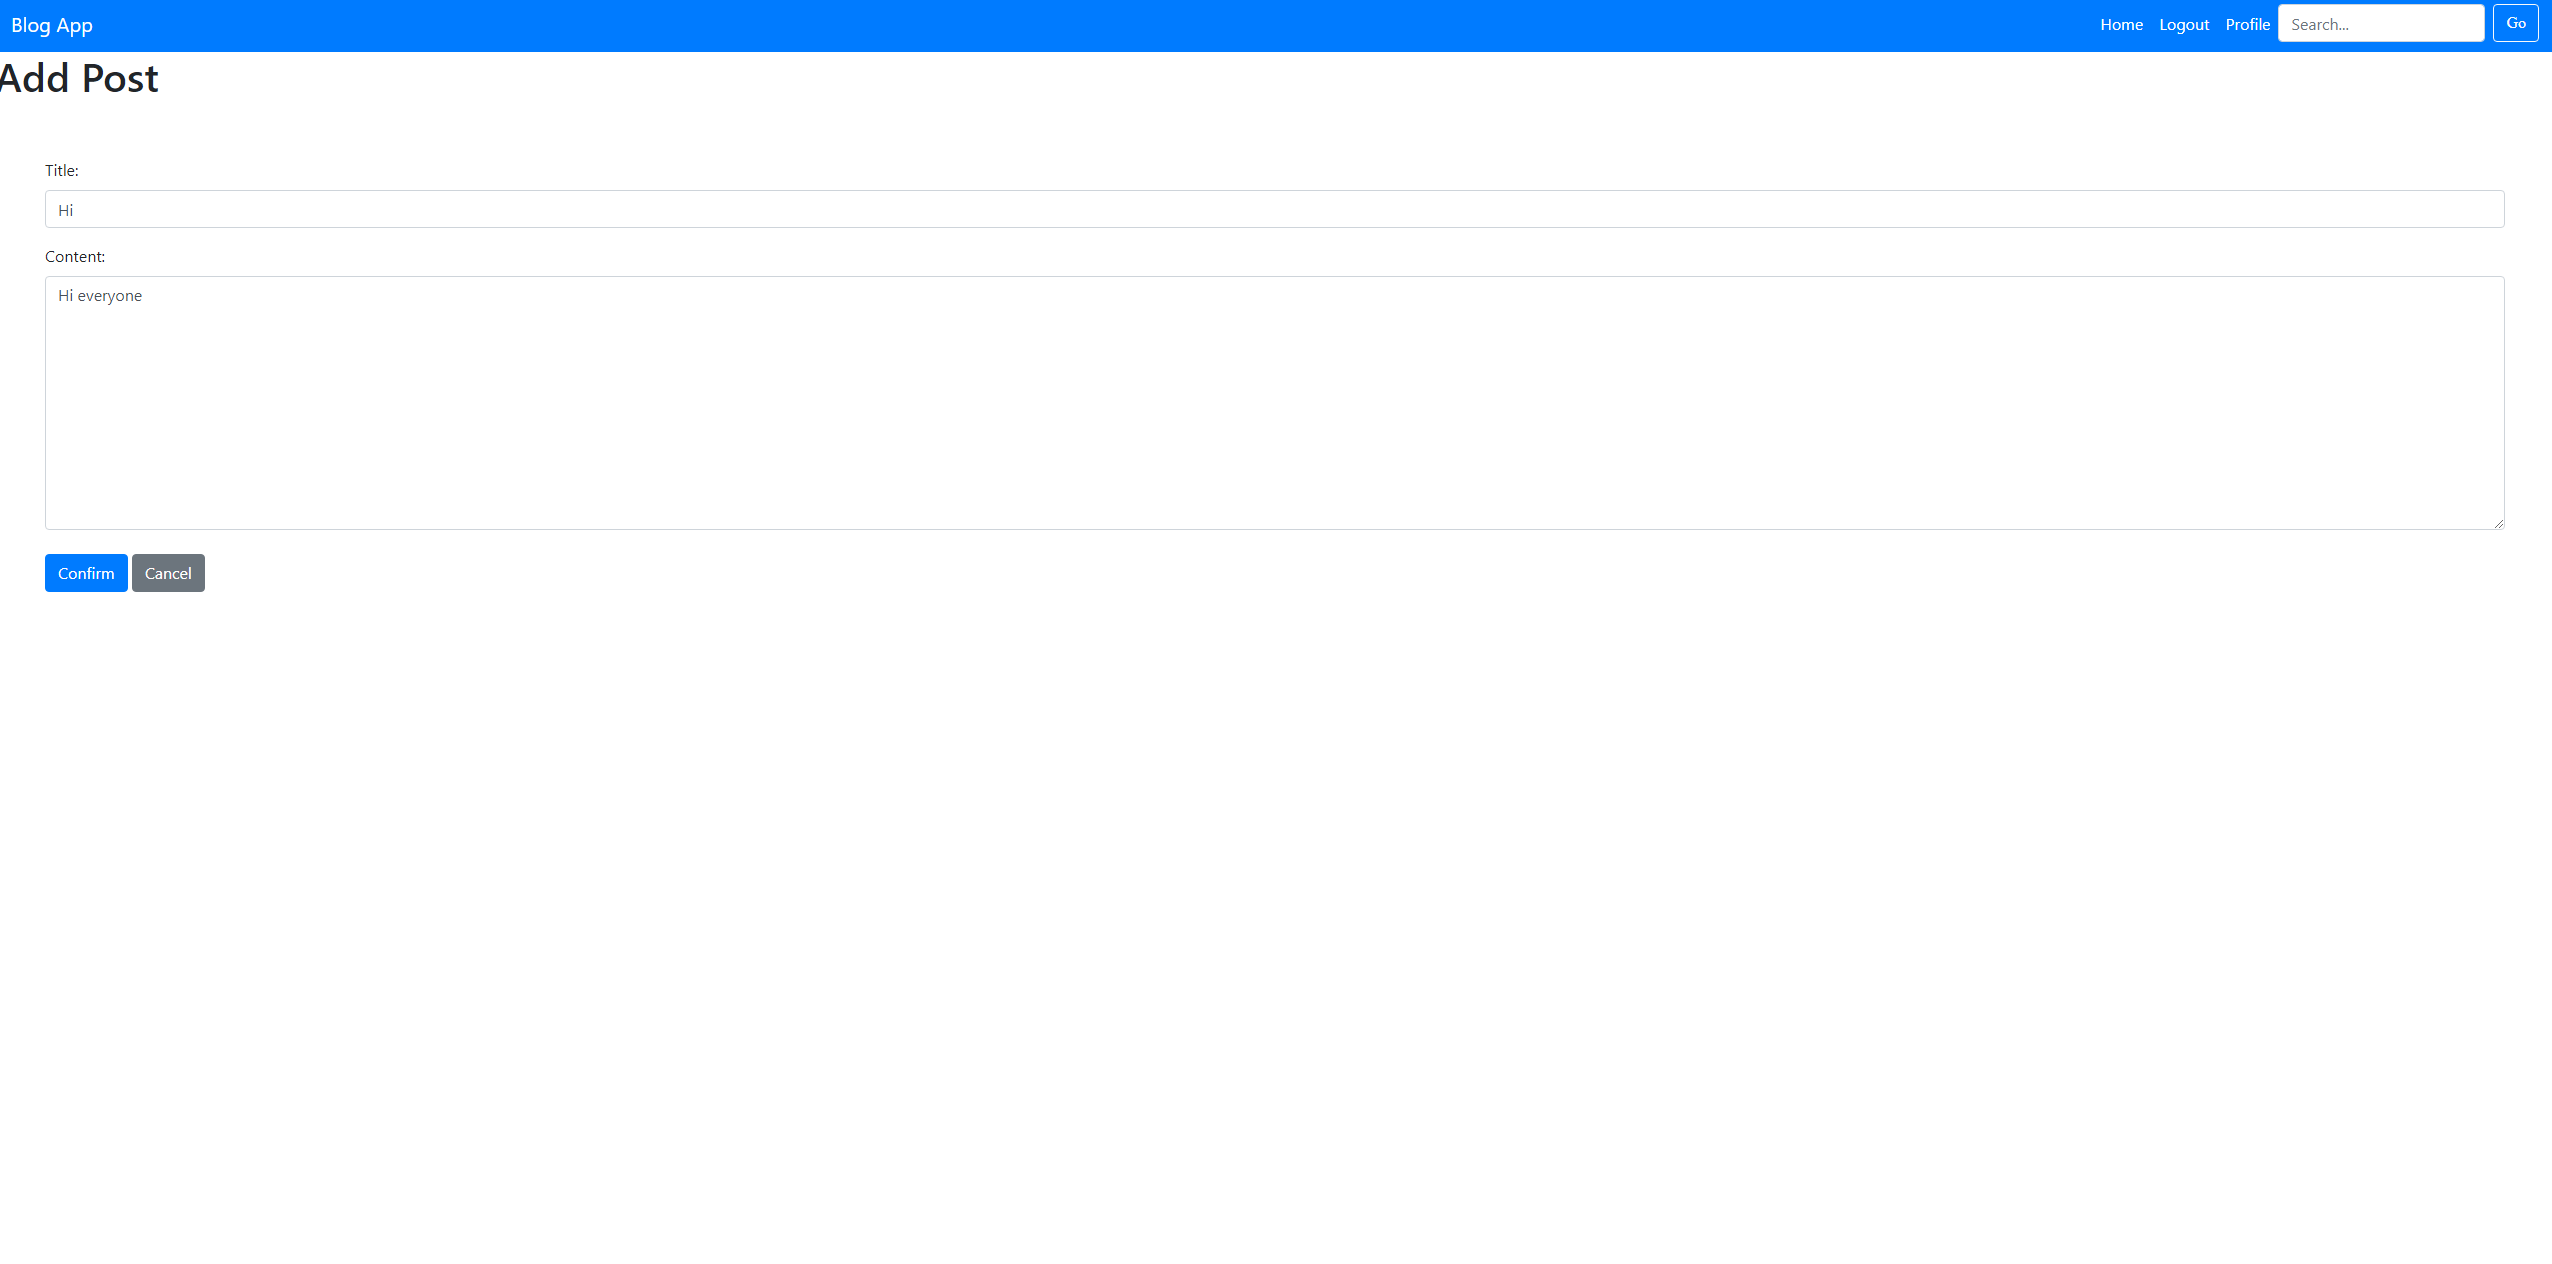 Blog App
Home Logout Profile Search... Go
Add Post
Title:
Hi
Content:
Hi everyone
Confirm Cancel